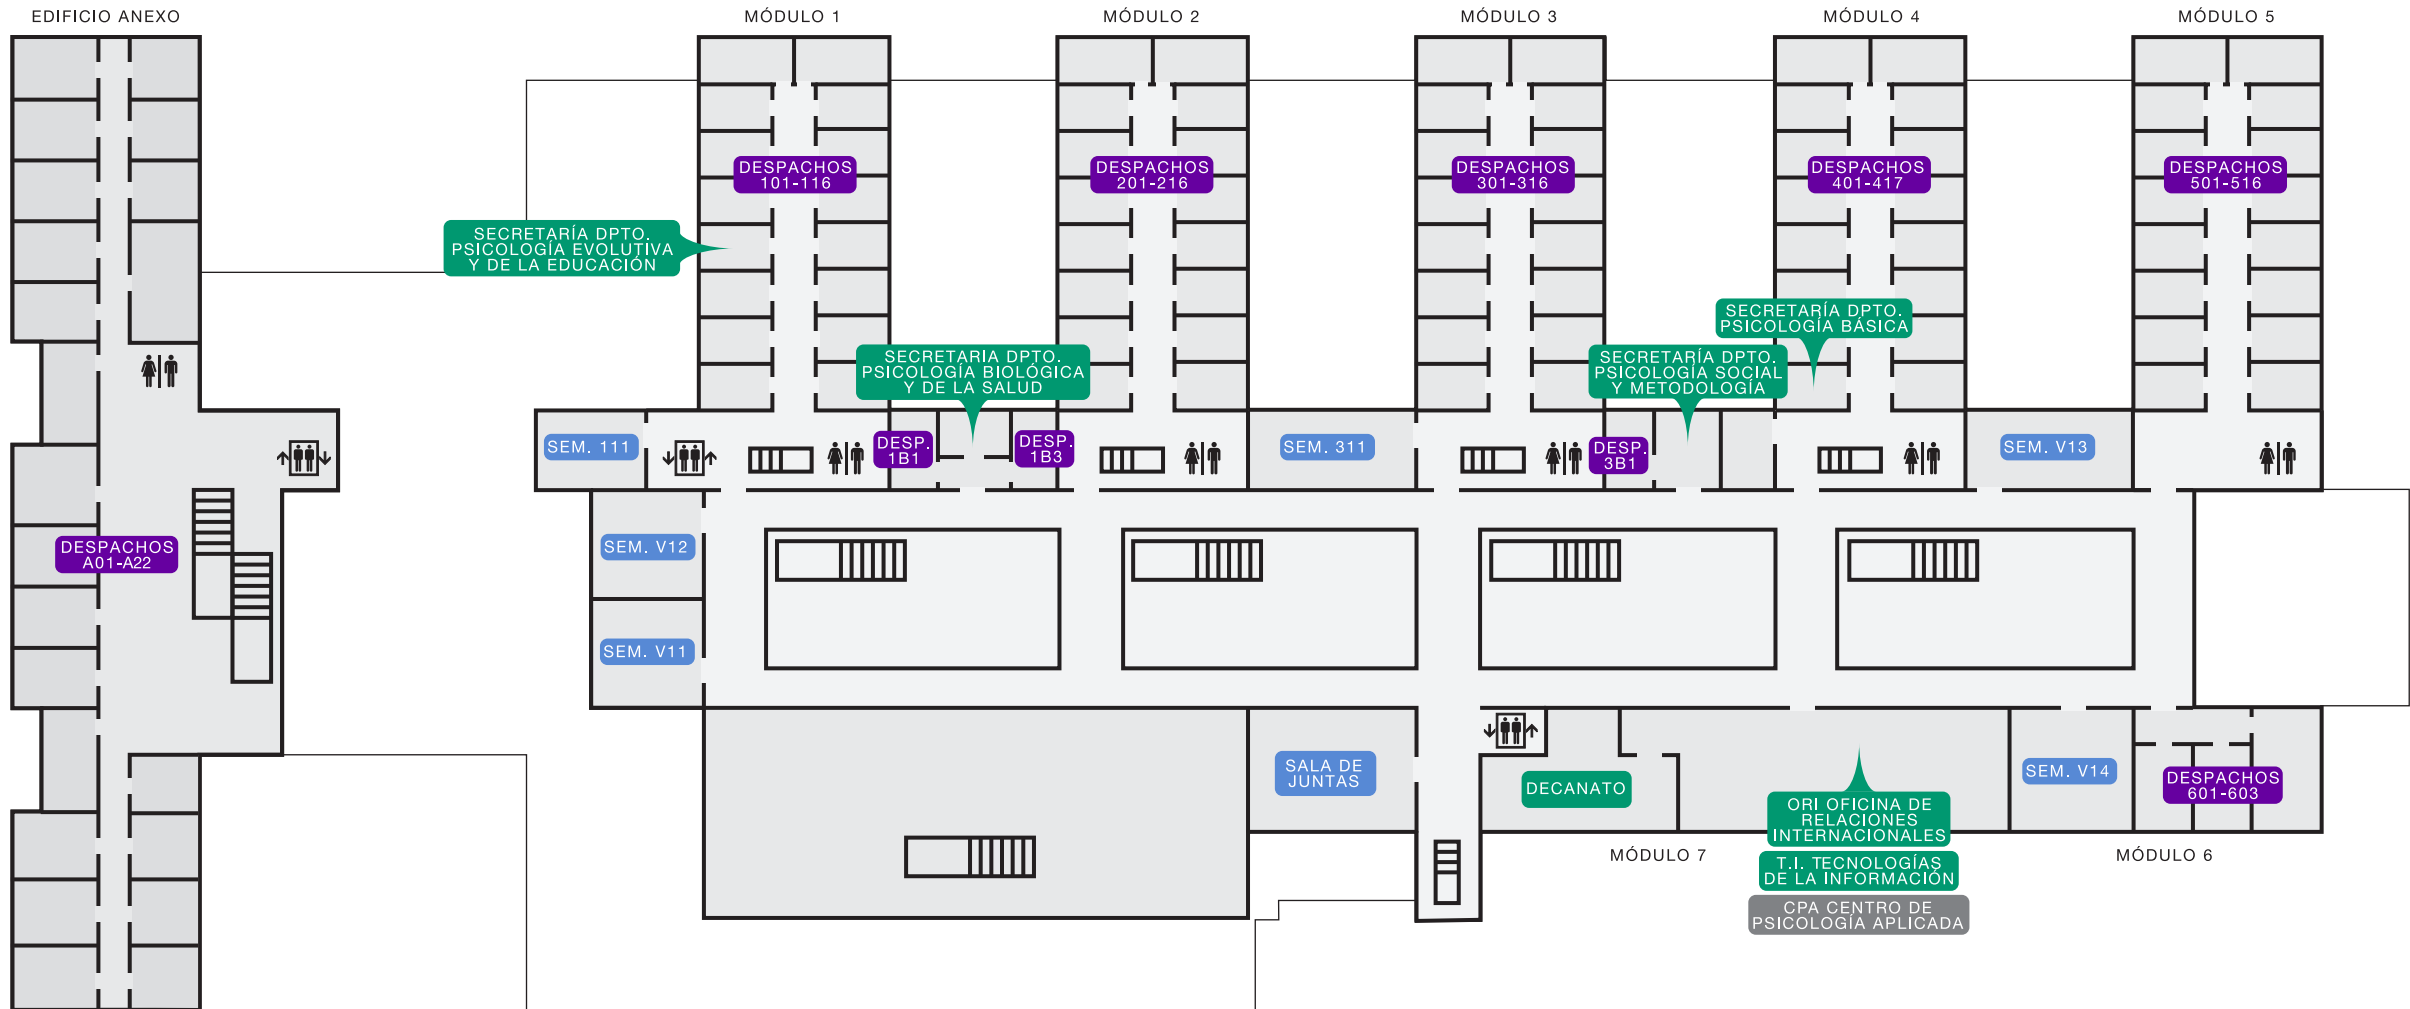 EDIFICIO ANEXO
MÓDULO 1
MÓDULO 2
MÓDULO 3
MÓDULO 4
MÓDULO 5
DESPACHOS
101-116
DESPACHOS
201-216
DESPACHOS
301-316
DESPACHOS
401-417
DESPACHOS
501-516
SECRETARÍA DPTO.
PSICOLOGÍA EVOLUTIVA
Y DE LA EDUCACIÓN
SECRETARÍA DPTO.
PSICOLOGÍA BÁSICA
SECRETARIA DPTO.
PSICOLOGÍA BIOLÓGICA
Y DE LA SALUD
SECRETARÍA DPTO.
PSICOLOGÍA SOCIAL
Y METODOLOGÍA
SEM. 111
DESP.
1B1
DESP.
1B3
SEM. 311
DESP.
3B1
SEM. V13
SEM. V12
DESPACHOS
A01-A22
SEM. V11
SALA DE
JUNTAS
DECANATO
SEM. V14
DESPACHOS
601-603
ORI OFICINA DE
RELACIONES
INTERNACIONALES
MÓDULO 7
MÓDULO 6
T.I. TECNOLOGÍAS
DE LA INFORMACIÓN
CPA CENTRO DE
PSICOLOGÍA APLICADA